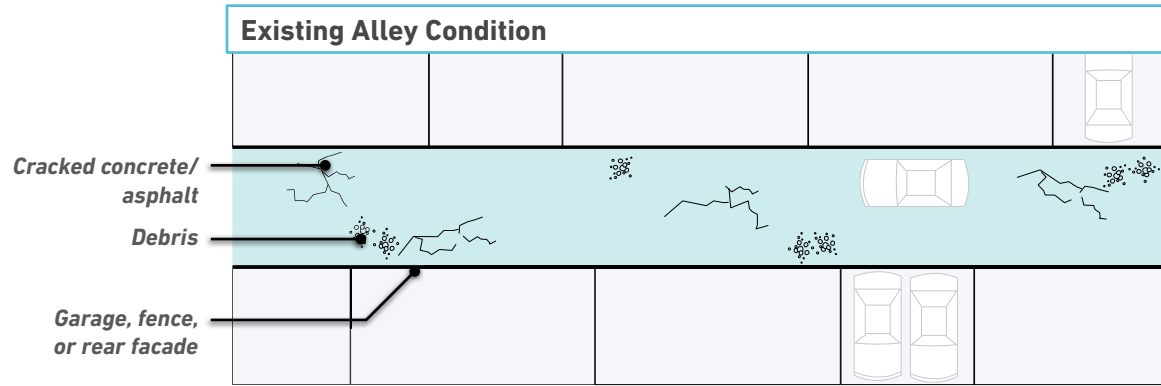 Existing Alley Condition
Cracked concrete/
asphalt
Debris
Garage, fence,
or rear facade